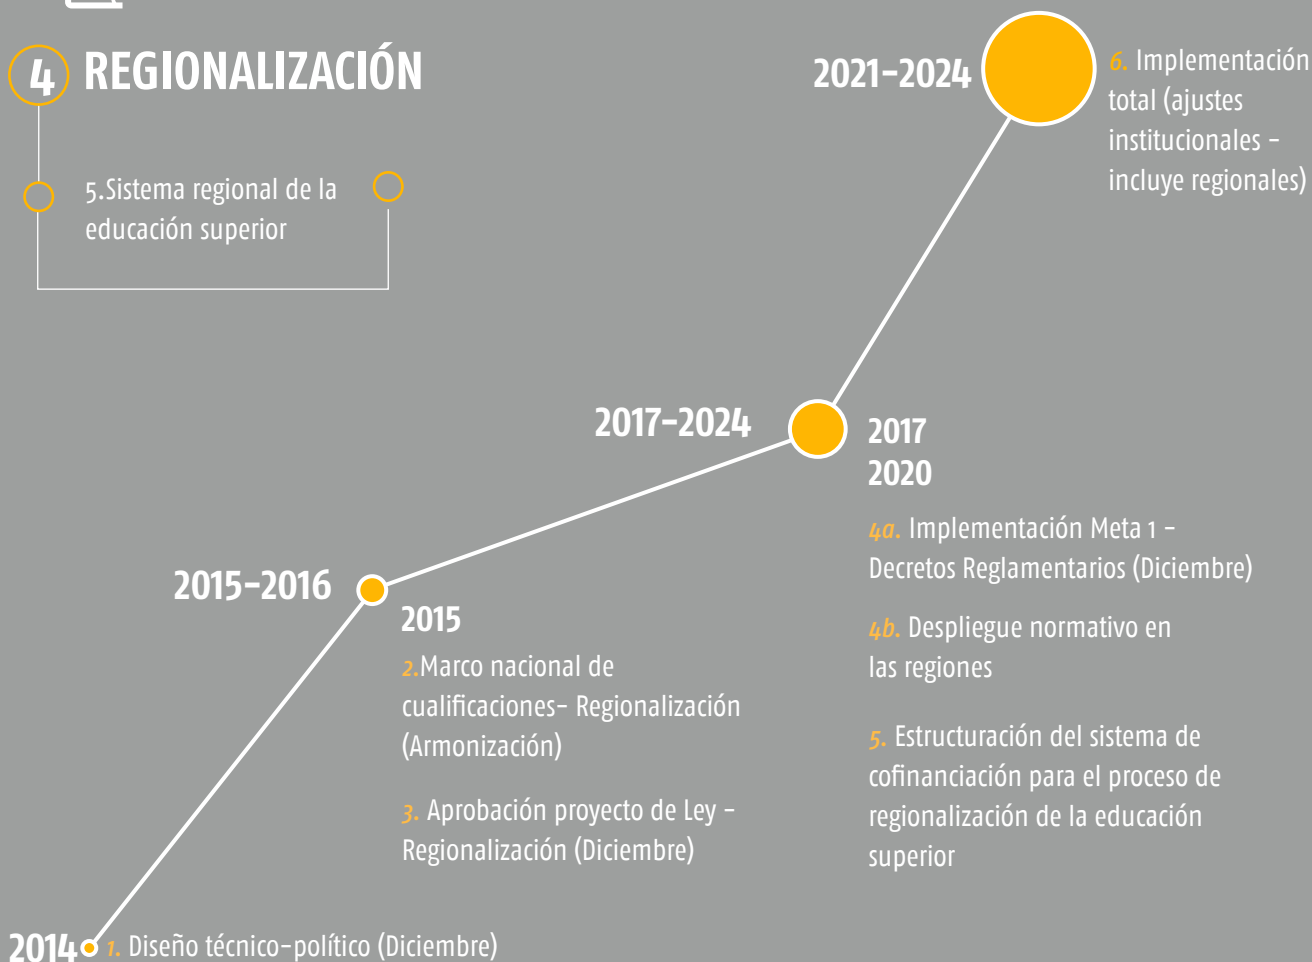 4 REGIONALIZACIÓN
5.Sistema regional de la
educación superior
2021-2024
6. Implementación
total (ajustes
institucionales -
incluye regionales)
2017-2024
2017
2020
4a. Implementación Meta 1 -
Decretos Reglamentarios (Diciembre)
4b. Despliegue normativo en
las regiones
5. Estructuración del sistema de
cofinanciación para el proceso de
regionalización de la educación
superior
2015-2016
2015
2.Marco nacional de
cualificaciones- Regionalización
(Armonización)
3. Aprobación proyecto de Ley -
Regionalización (Diciembre)
2014
1. Diseño técnico-político (Diciembre)